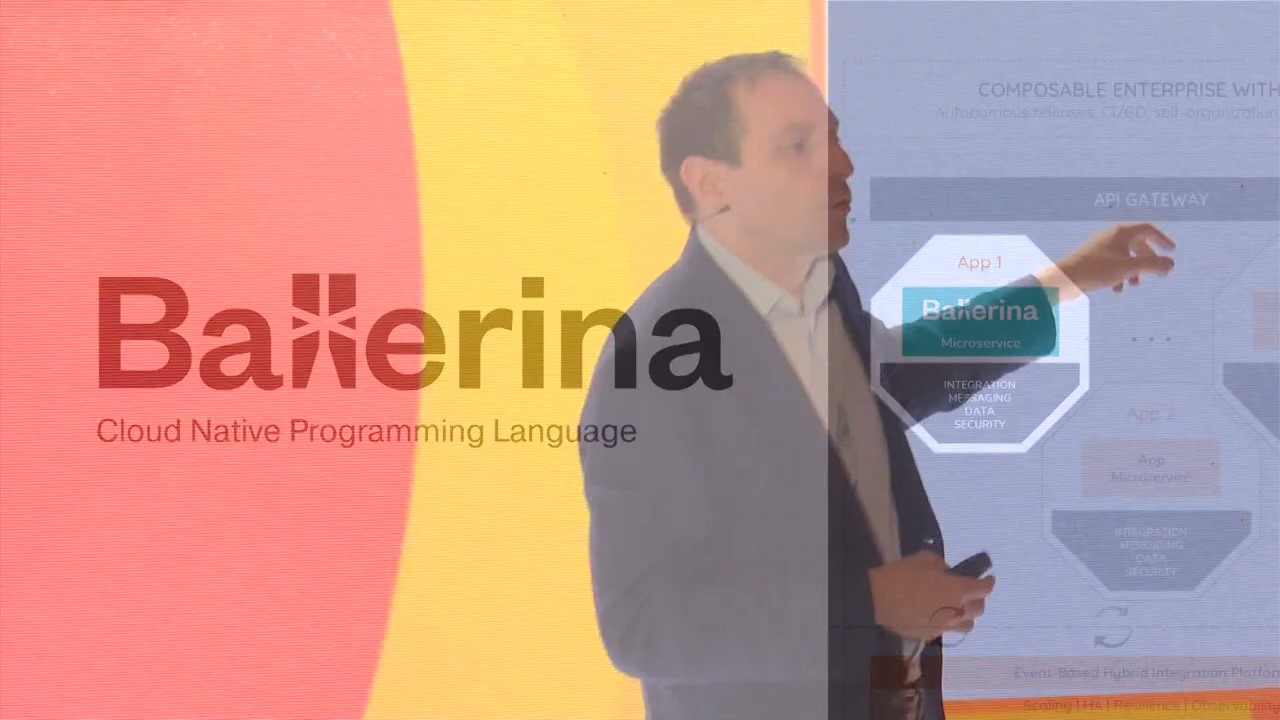 Ballerina
Cloud Native Programming Language
COMPOSABLE ENTERPRISE WITH
Autonomous releases, CI/CD, self-organization
API GATEWAY
App 1
Ballerina
Microservice
INTEGRATION
MESSAGING
DATA
SECURITY
App 2
App
Microservice
INTEGRATION
MESSAGING
DATA
SECURITY
Event-Based Hybrid Integration Platfor
Scaling | HA | Resilience | Observability